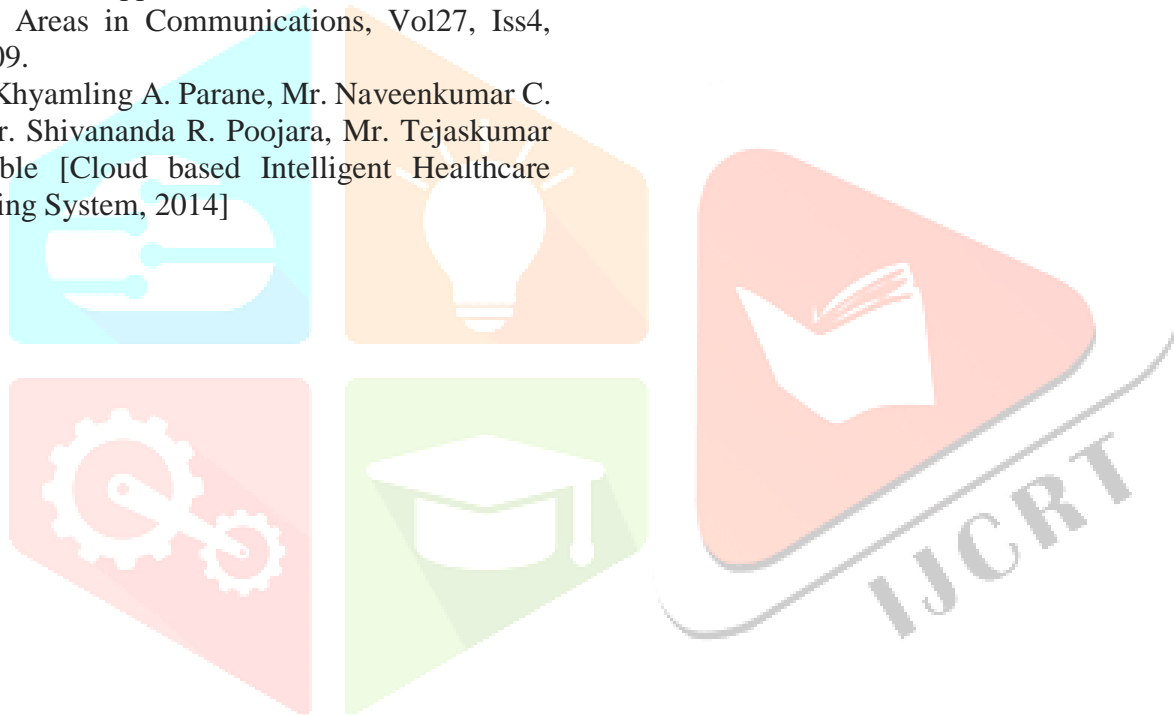 Areas in Communications, Vol27, Iss4,
09.
Khyamling A. Parane, Mr. Naveenkumar C.
r. Shivananda R. Poojara, Mr. Tejaskumar
ble [Cloud based Intelligent Healthcare
ing System, 2014]
IJCRT